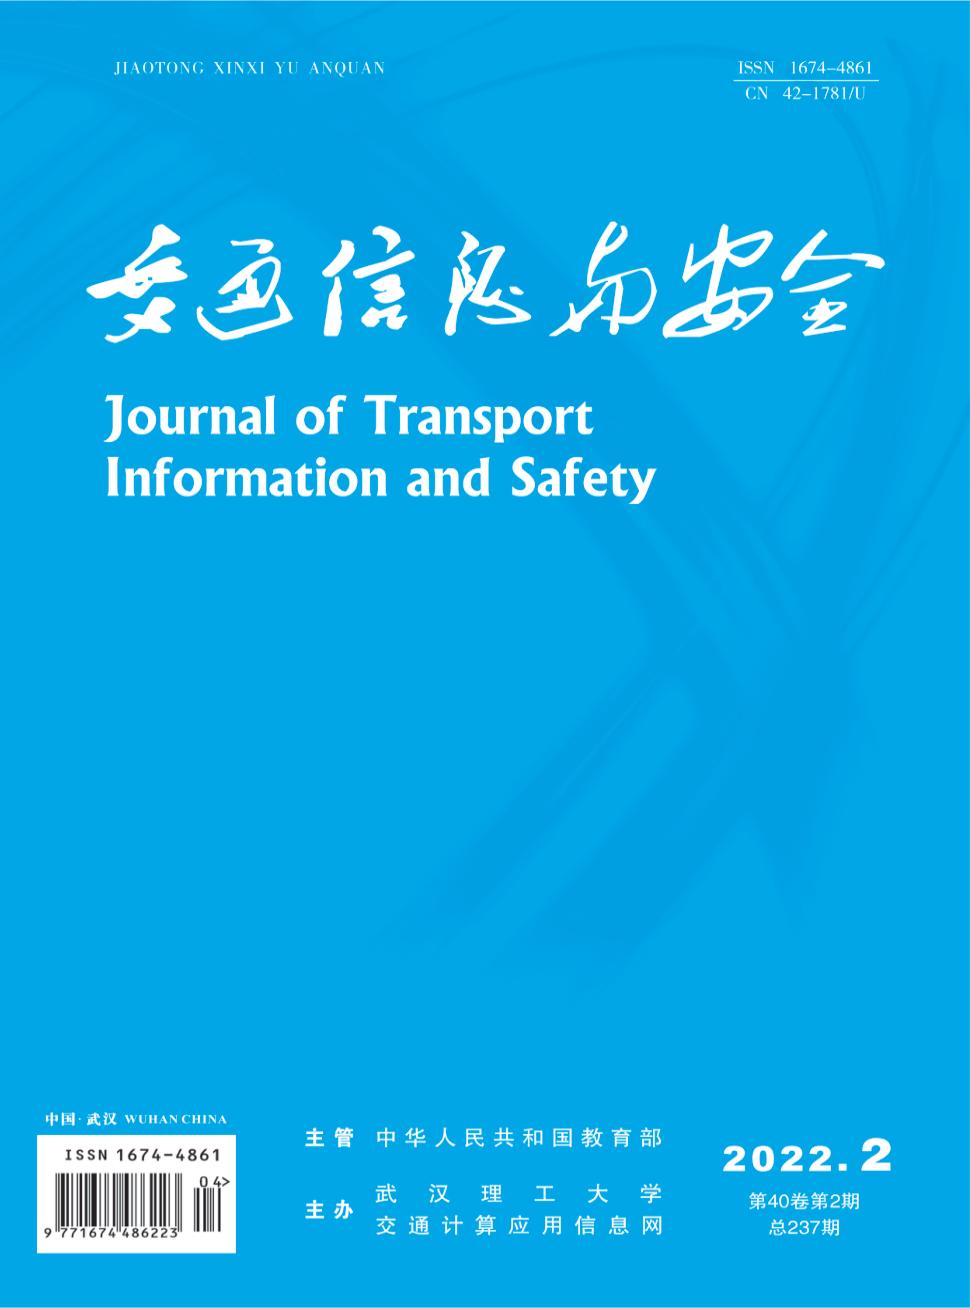 JIAOTONG XINXI YU ANQUAN
ISSN 1674-4861
CN 42-1781/U
交通信息与安全
Journal of Transport
Information and Safety
中国·武汉 WUHAN CHINA
ISSN 1674-4861
04>
9 771674 486223
主管 中华人民共和国教育部
主办 武汉理工大学
交通计算应用信息网
2022.2
第40卷第2期
总237期